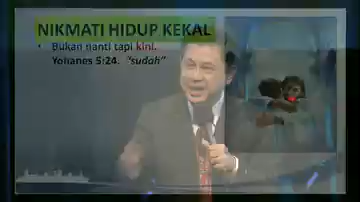 NIKMATI HIDUP KEKAL
• Bukan nanti tapi kini.
Yohanes 5:24. "sudah"